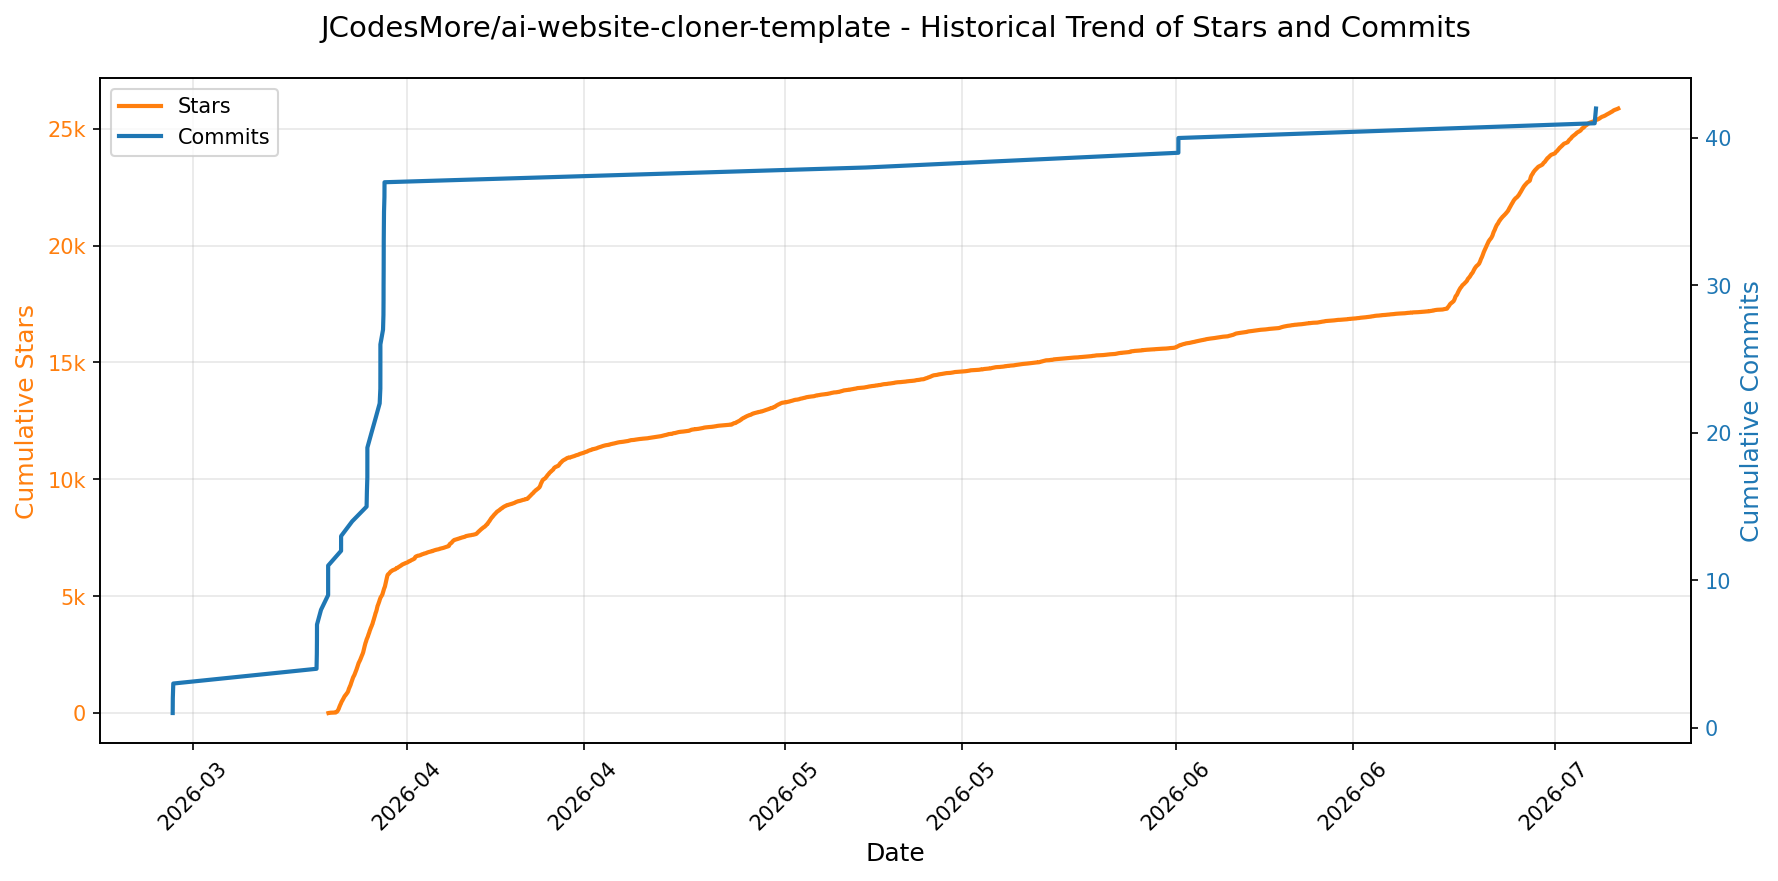 JCodesMore/ai-website-cloner-template - Historical Trend of Stars and Commits
Stars
Commits
25k
20k
15k
10k
5k
0
Cumulative Stars
40
30
20
10
0
Cumulative Commits
2026-03
2026-04
2026-04
2026-05
2026-05
2026-06
2026-06
2026-07
Date